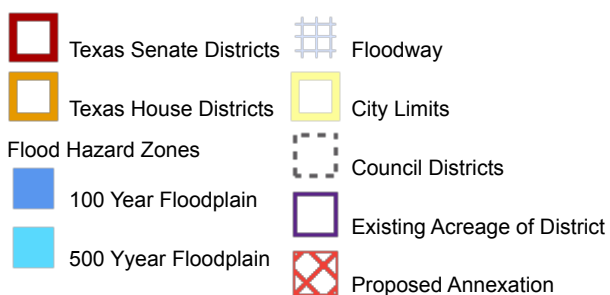 Texas Senate Districts
Texas House Districts
Flood Hazard Zones
100 Year Floodplain
500 Yyear Floodplain
Floodway
City Limits
Council Districts
Existing Acreage of District
Proposed Annexation